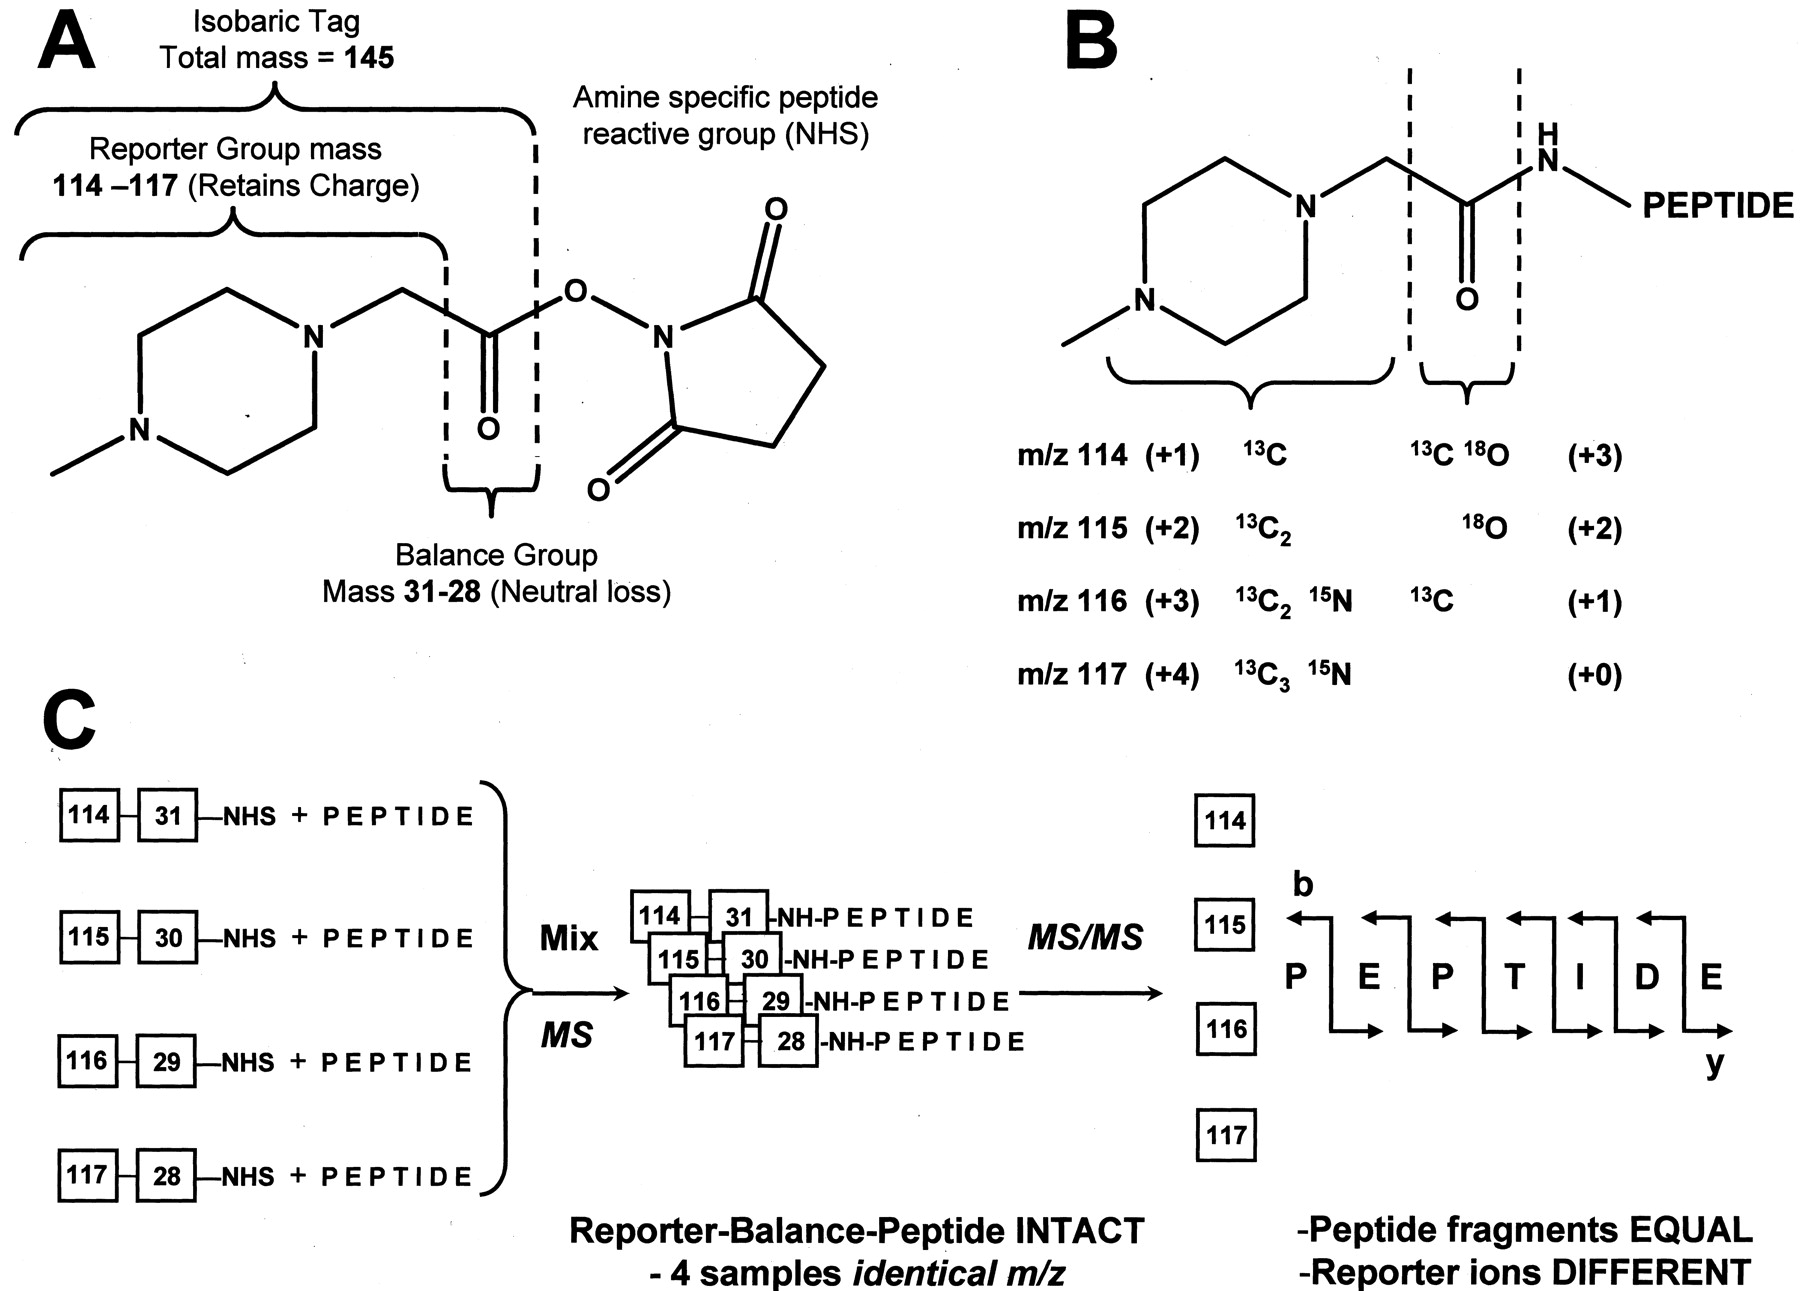 A
Isobaric Tag
Total mass = 145
Reporter Group mass
114 –117 (Retains Charge)
Amine specific peptide
reactive group (NHS)
N
N
O
O
N
O
O
Balance Group
Mass 31-28 (Neutral loss)
B
N
N
O
H
N
PEPTIDE
m/z 114 (+1) ¹³C ¹³C ¹⁸O (+3)
m/z 115 (+2) ¹³C₂ ¹⁸O (+2)
m/z 116 (+3) ¹³C₂ ¹⁵N ¹³C (+1)
m/z 117 (+4) ¹³C₃ ¹⁵N (+0)
C
114 31 NHS + PEPTIDE
115 30 NHS + PEPTIDE
116 29 NHS + PEPTIDE
117 28 NHS + PEPTIDE
Mix
MS
114 31 -NH-PEPTIDE
115 30 -NH-PEPTIDE
116 29 -NH-PEPTIDE
117 28 -NH-PEPTIDE
MS/MS
114
115
116
117
b
P E P T I D E
y
Reporter-Balance-Peptide INTACT
- 4 samples identical m/z
-Peptide fragments EQUAL
-Reporter ions DIFFERENT